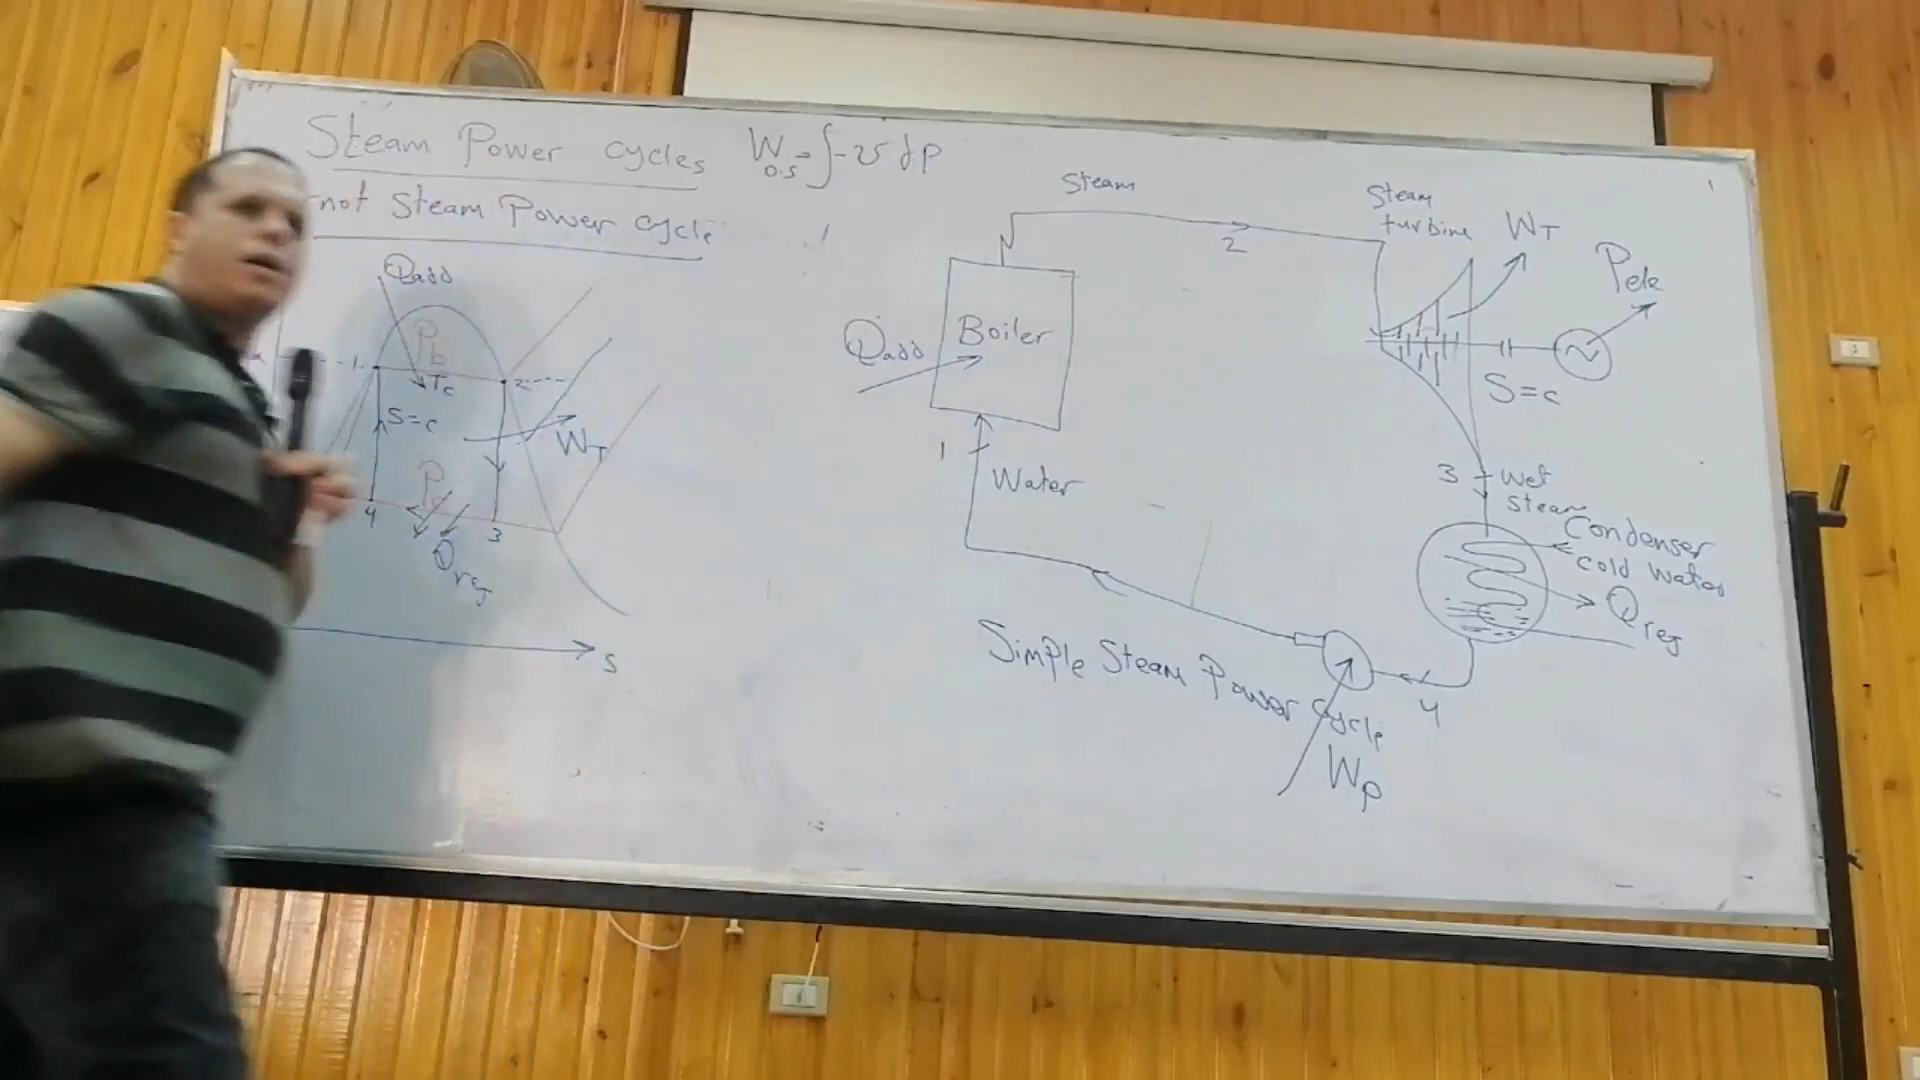 Steam Power cycles
W o.s = ∫-v dp
not Steam Power cycle
Qadd
Pb
1
Tc
2
S=c
WT
4
3
Qrej
S
Steam
2
Steam
turbine
WT
Pele
Boiler
Qadd
S=c
1
Water
3
Wet
Steam
Condenser
cold water
Qrej
4
Simple Steam Power cycle
WP